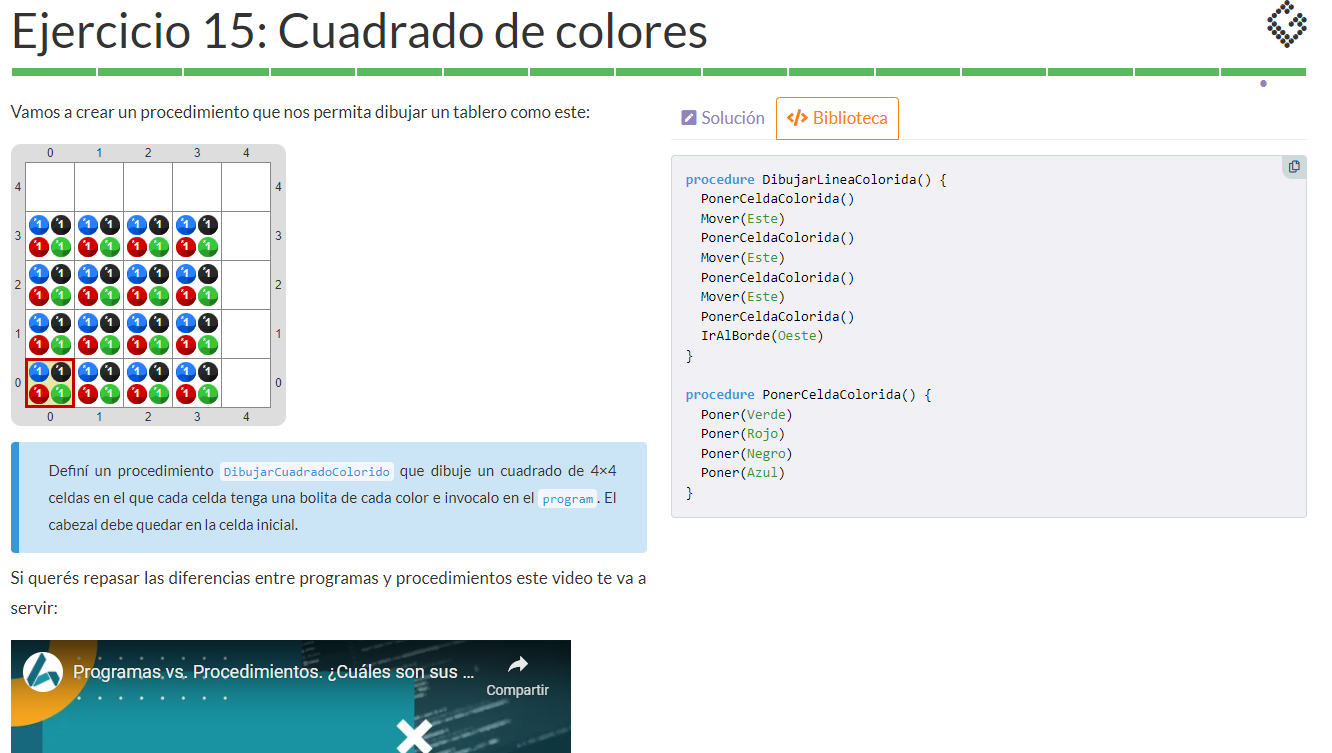 Ejercicio 15: Cuadrado de colores
Vamos a crear un procedimiento que nos permita dibujar un tablero como este:
0 1 2 3 4
4 4
1 1 1 1 1 1 1 1
3 3
1 1 1 1 1 1 1 1
1 1 1 1 1 1 1 1
2 2
1 1 1 1 1 1 1 1
1 1 1 1 1 1 1 1
1 1
1 1 1 1 1 1 1 1
1 1 1 1 1 1 1 1
0 0
1 1 1 1 1 1 1 1
0 1 2 3 4
Definí un procedimiento DibujarCuadradoColorido que dibuje un cuadrado de 4×4
celdas en el que cada celda tenga una bolita de cada color e invocalo en el program. El
cabezal debe quedar en la celda inicial.
Si querés repasar las diferencias entre programas y procedimientos este video te va a
servir:
Programas vs. Procedimientos. ¿Cuáles son sus ...
Compartir
Solución
</> Biblioteca
procedure DibujarLineaColorida() {
PonerCeldaColorida()
Mover(Este)
PonerCeldaColorida()
Mover(Este)
PonerCeldaColorida()
Mover(Este)
PonerCeldaColorida()
IrAlBorde(Oeste)
}
procedure PonerCeldaColorida() {
Poner(Verde)
Poner(Rojo)
Poner(Negro)
Poner(Azul)
}